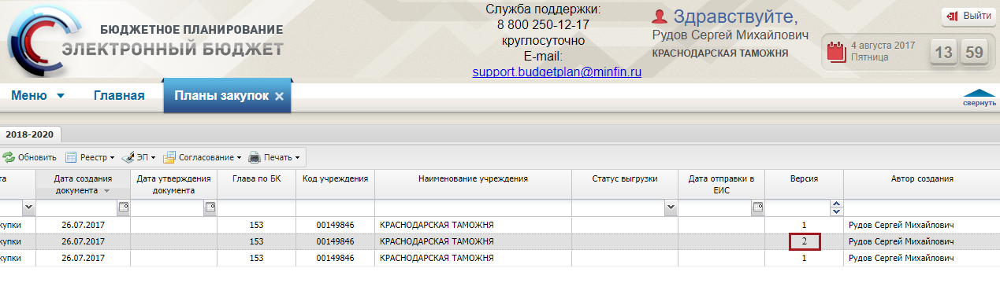 БЮДЖЕТНОЕ ПЛАНИРОВАНИЕ
ЭЛЕКТРОННЫЙ БЮДЖЕТ
Служба поддержки:
8 800 250-12-17
круглосуточно
E-mail:
support.budgetplan@minfin.ru
Здравствуйте,
Рудов Сергей Михайлович
КРАСНОДАРСКАЯ ТАМОЖНЯ
Выйти
4 августа 2017
Пятница
13 59
Меню Главная Планы закупок
свернуть
2018-2020
Обновить Реестр ЭП Согласование Печать
та Дата создания документа Дата утверждения документа Глава по БК Код учреждения Наименование учреждения Статус выгрузки Дата отправки в ЕИС Версия Автор создания
купки 26.07.2017 153 00149846 КРАСНОДАРСКАЯ ТАМОЖНЯ 1 Рудов Сергей Михайлович
купки 26.07.2017 153 00149846 КРАСНОДАРСКАЯ ТАМОЖНЯ 2 Рудов Сергей Михайлович
купки 26.07.2017 153 00149846 КРАСНОДАРСКАЯ ТАМОЖНЯ 1 Рудов Сергей Михайлович